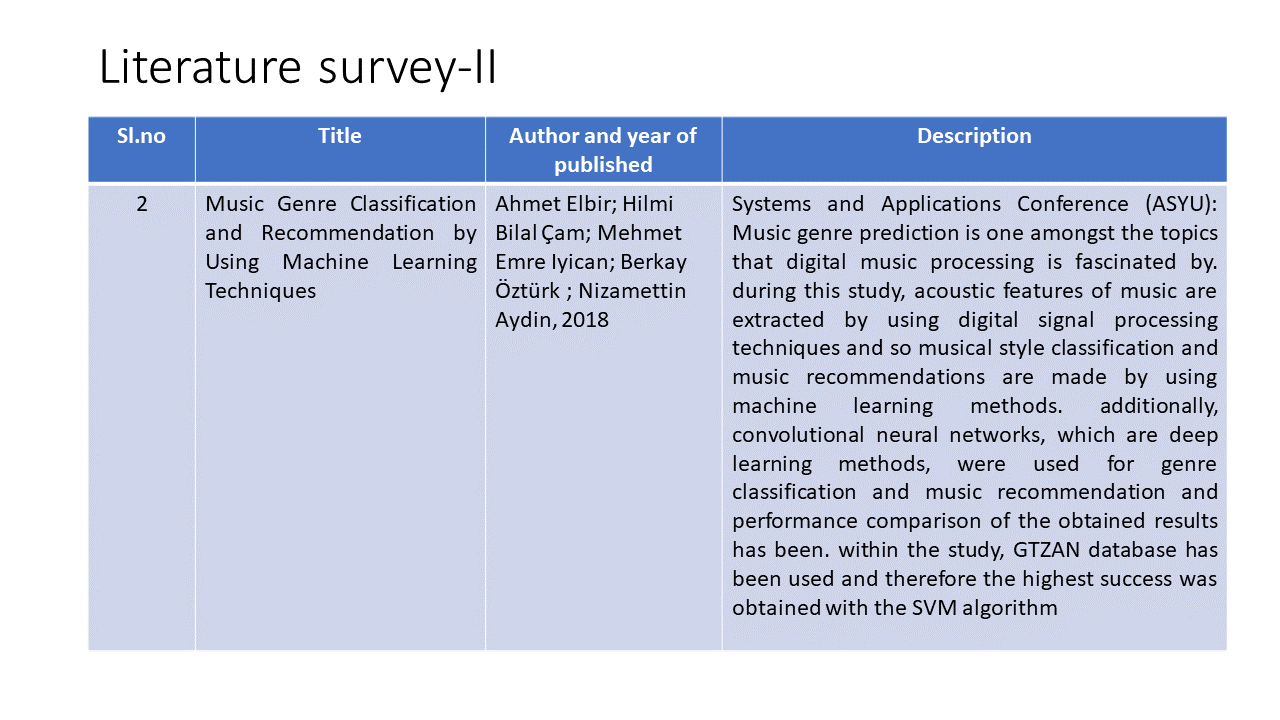 Literature survey-II
Sl.no
Title
Author and year of
published
Description
2
Music Genre Classification
and Recommendation by
Using Machine Learning
Techniques
Ahmet Elbir; Hilmi
Bilal Çam; Mehmet
Emre Iyican; Berkay
Öztürk ; Nizamettin
Aydin, 2018
Systems and Applications Conference (ASYU):
Music genre prediction is one amongst the topics
that digital music processing is fascinated by.
during this study, acoustic features of music are
extracted by using digital signal processing
techniques and so musical style classification and
music recommendations are made by using
machine learning methods. additionally,
convolutional neural networks, which are deep
learning methods, were used for genre
classification and music recommendation and
performance comparison of the obtained results
has been. within the study, GTZAN database has
been used and therefore the highest success was
obtained with the SVM algorithm